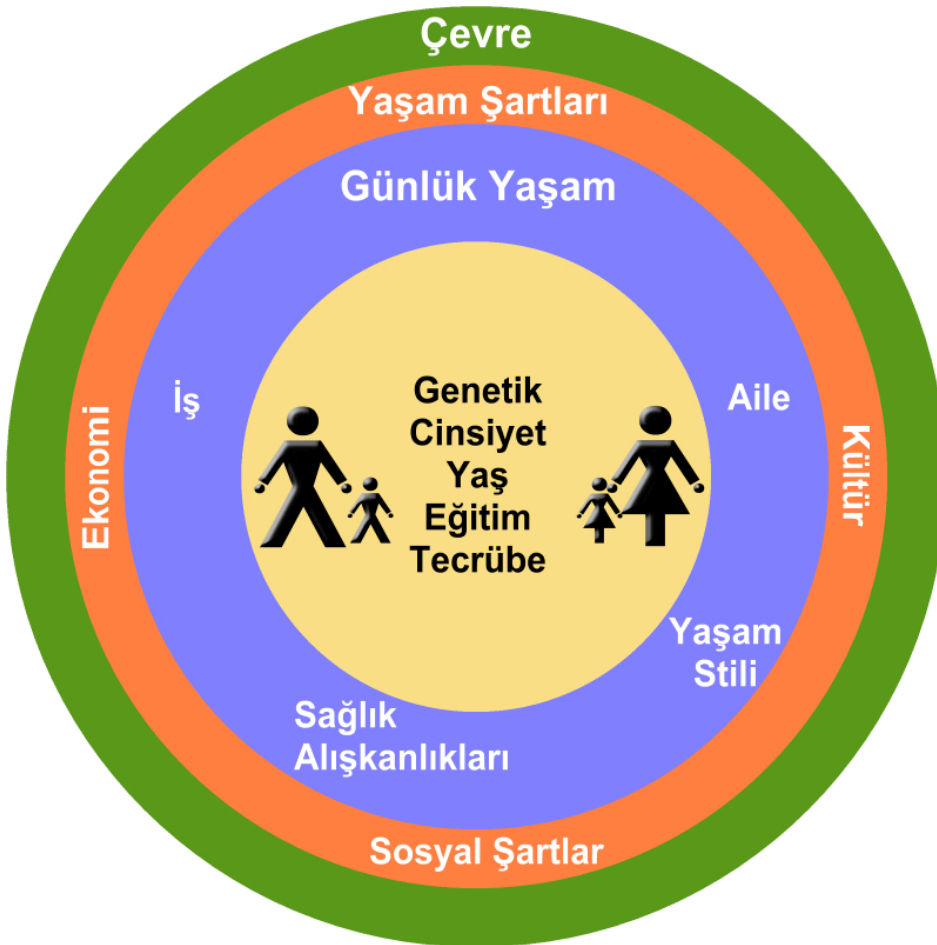 Çevre
Yaşam Şartları
Günlük Yaşam
İş
Aile
Ekonomi
Kültür
Genetik
Cinsiyet
Yaş
Eğitim
Tecrübe
Yaşam
Stili
Sağlık
Alışkanlıkları
Sosyal Şartlar